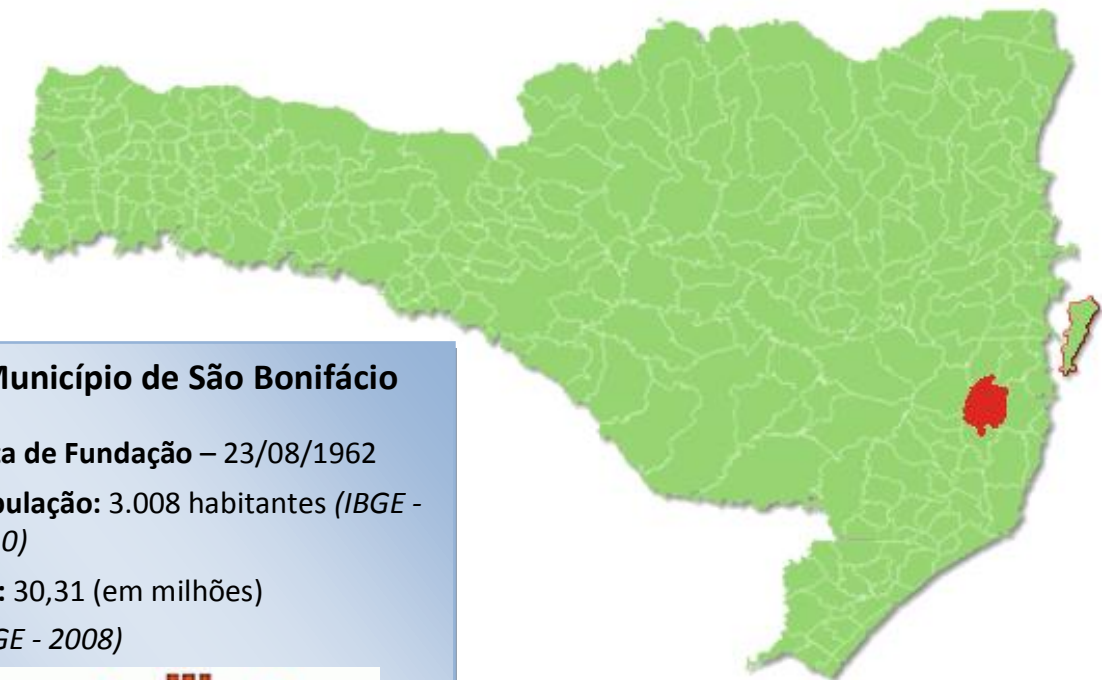 Município de São Bonifácio
a de Fundação – 23/08/1962
pulação: 3.008 habitantes (IBGE -
0)
: 30,31 (em milhões)
GE - 2008)